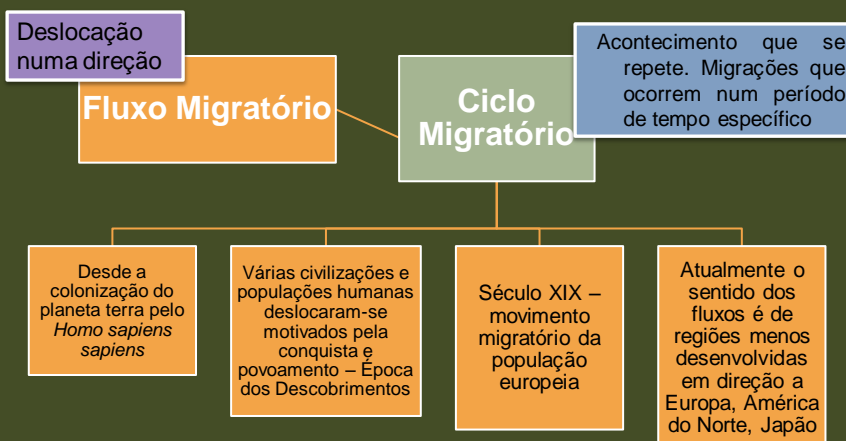 Deslocação
numa direção
Fluxo Migratório
Ciclo
Migratório
Acontecimento que se
repete. Migrações que
ocorrem num período
de tempo específico
Desde a
colonização do
planeta terra pelo
Homo sapiens
sapiens
Várias civilizações e
populações humanas
deslocaram-se
motivados pela
conquista e
povoamento – Época
dos Descobrimentos
Século XIX –
movimento
migratório da
população
europeia
Atualmente o
sentido dos
fluxos é de
regiões menos
desenvolvidas
em direção a
Europa, América
do Norte, Japão